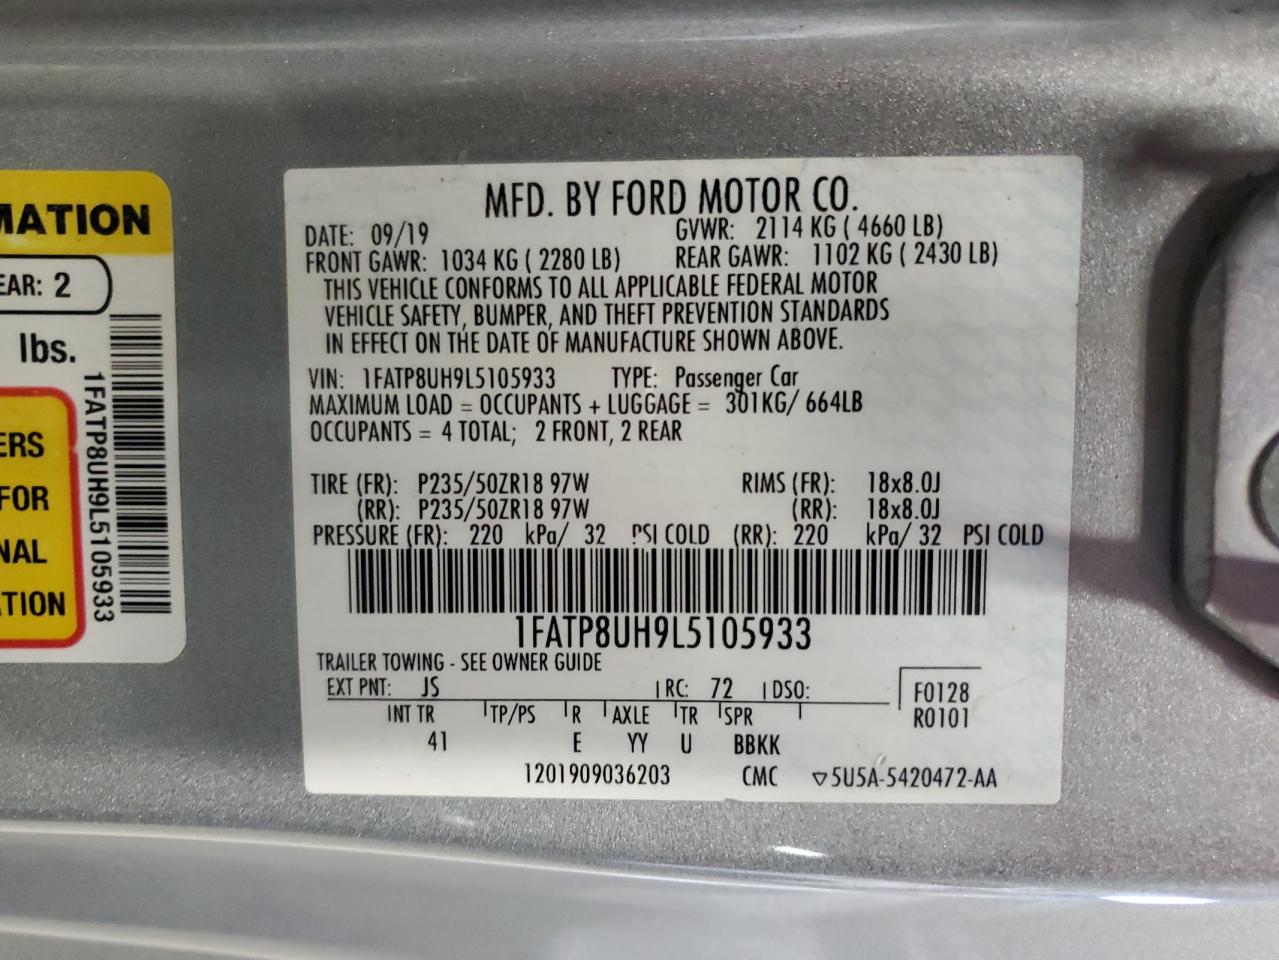 MATION
EAR: 2
lbs.
ERS
FOR
NAL
ATION
1FATP8UH9L5105933
MFD. BY FORD MOTOR CO.
DATE: 09/19 GVWR: 2114 KG ( 4660 LB)
FRONT GAWR: 1034 KG ( 2280 LB) REAR GAWR: 1102 KG ( 2430 LB)
THIS VEHICLE CONFORMS TO ALL APPLICABLE FEDERAL MOTOR
VEHICLE SAFETY, BUMPER, AND THEFT PREVENTION STANDARDS
IN EFFECT ON THE DATE OF MANUFACTURE SHOWN ABOVE.
VIN: 1FATP8UH9L5105933 TYPE: Passenger Car
MAXIMUM LOAD = OCCUPANTS + LUGGAGE = 301KG/ 664LB
OCCUPANTS = 4 TOTAL; 2 FRONT, 2 REAR
TIRE (FR): P235/50ZR18 97W RIMS (FR): 18x8.0J
(RR): P235/50ZR18 97W (RR): 18x8.0J
PRESSURE (FR): 220 kPa/ 32 PSI COLD (RR): 220 kPa/ 32 PSI COLD
1FATP8UH9L5105933
TRAILER TOWING - SEE OWNER GUIDE
EXT PNT: JS RC: 72 DSO: F0128
INT TR TP/PS R AXLE TR SPR R0101
41 E YY U BBKK
1201909036203 CMC ▽5U5A-5420472-AA